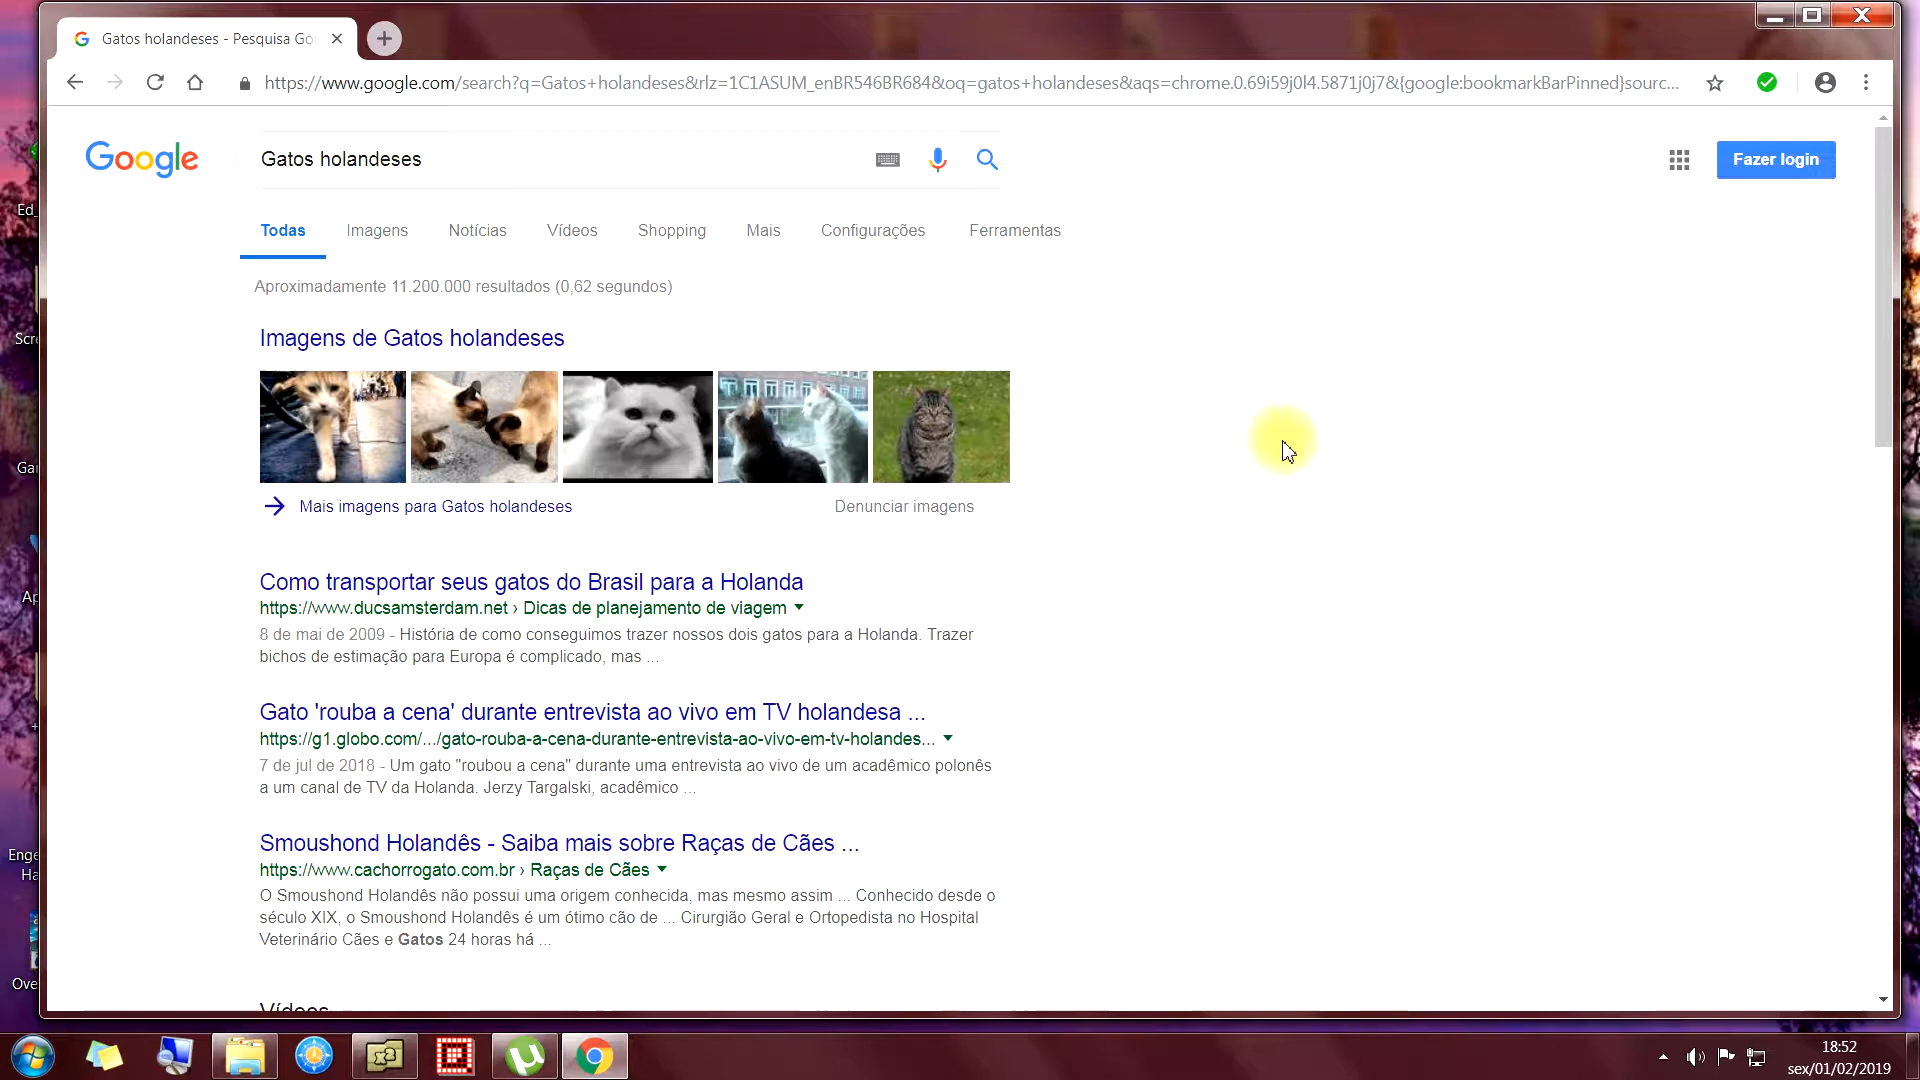 Gatos holandeses - Pesquisa Go
https://www.google.com/search?q=Gatos+holandeses&rlz=1C1ASUM_enBR546BR684&oq=gatos+holandeses&aqs=chrome.0.69i59j0l4.5871j0j7&{google:bookmarkBarPinned}sourc...
Google
Gatos holandeses
Fazer login
Todas Imagens Notícias Vídeos Shopping Mais Configurações Ferramentas
Aproximadamente 11.200.000 resultados (0,62 segundos)
Imagens de Gatos holandeses
Mais imagens para Gatos holandeses
Denunciar imagens
Como transportar seus gatos do Brasil para a Holanda
https://www.ducsamsterdam.net › Dicas de planejamento de viagem
8 de mai de 2009 - História de como conseguimos trazer nossos dois gatos para a Holanda. Trazer
bichos de estimação para Europa é complicado, mas ...
Gato 'rouba a cena' durante entrevista ao vivo em TV holandesa ...
https://g1.globo.com/.../gato-rouba-a-cena-durante-entrevista-ao-vivo-em-tv-holandes...
7 de jul de 2018 - Um gato "roubou a cena" durante uma entrevista ao vivo de um acadêmico polonês
a um canal de TV da Holanda. Jerzy Targalski, acadêmico ...
Smoushond Holandês - Saiba mais sobre Raças de Cães ...
https://www.cachorrogato.com.br › Raças de Cães
O Smoushond Holandês não possui uma origem conhecida, mas mesmo assim ... Conhecido desde o
século XIX, o Smoushond Holandês é um ótimo cão de ... Cirurgião Geral e Ortopedista no Hospital
Veterinário Cães e Gatos 24 horas há ...
Vídeos
18:52
sex/01/02/2019